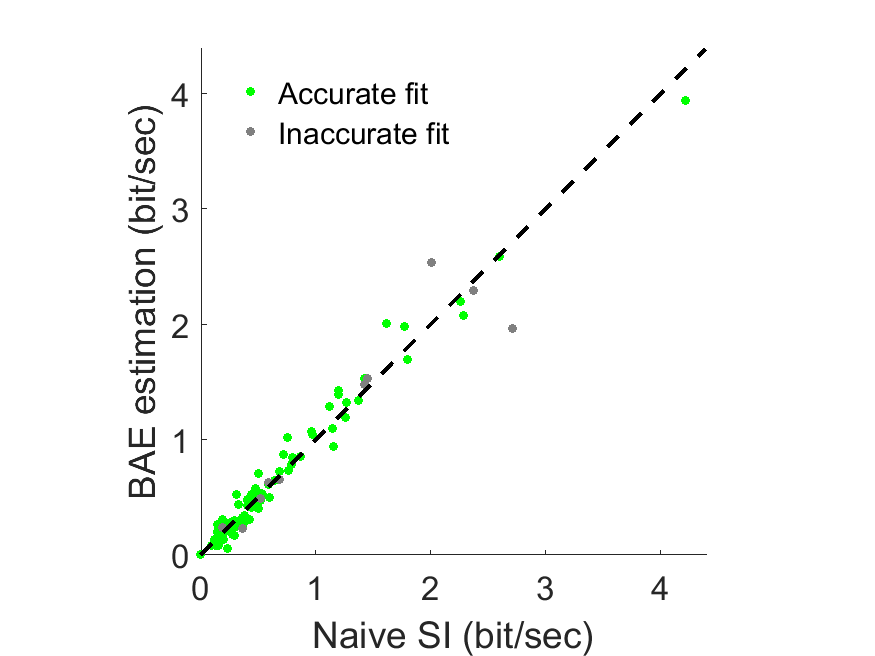 Accurate fit
Inaccurate fit
BAE estimation (bit/sec)
4
3
2
1
0
0 1 2 3 4
Naive SI (bit/sec)